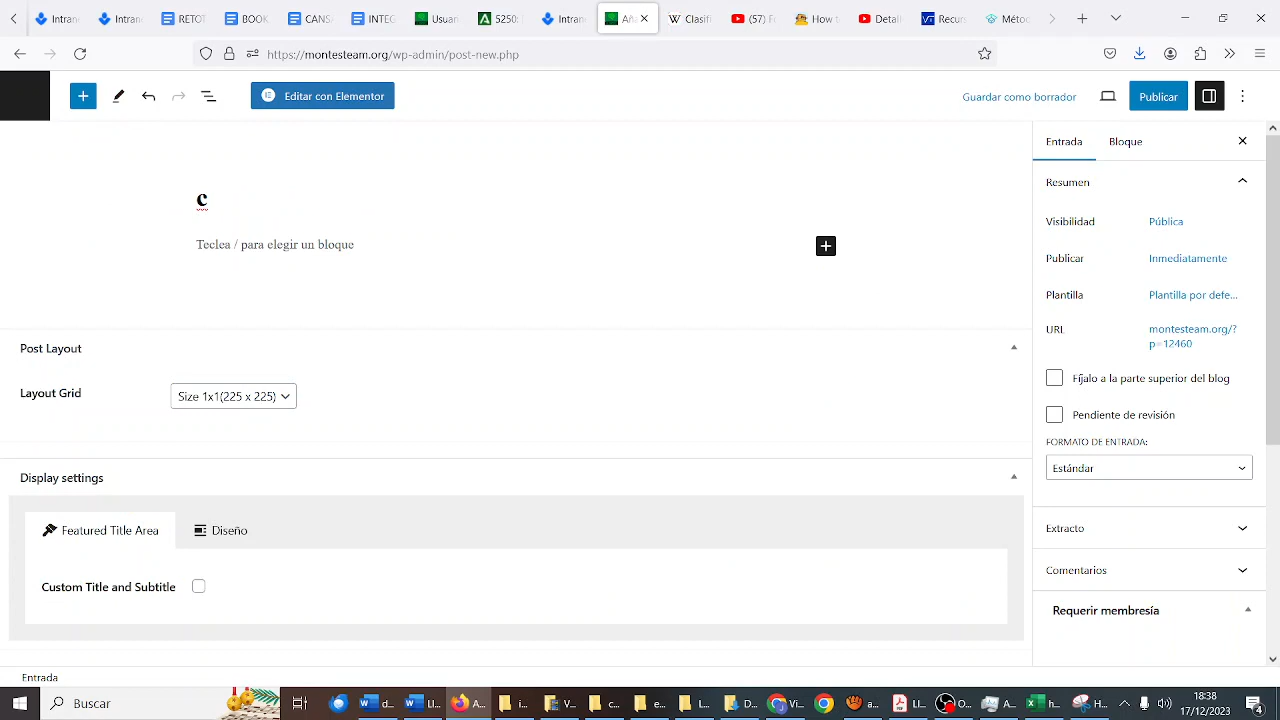 Intran
Intran
RETOT
BOOK
CANS
INTEC
Usuari
5250s
Intran
Aña
Clasifi
(57) F
How t
Detall
Recun
Métoc
https://montesteam.org/wp-admin/post-new.php
Editar con Elementor
Guardar como borrador
Publicar
Entrada
Bloque
c
Resumen
Visibilidad
Pública
Teclea / para elegir un bloque
Publicar
Inmediatamente
Plantilla
Plantilla por defe...
URL
montesteam.org/?
p=12460
Post Layout
Fíjalo a la parte superior del blog
Layout Grid
Size 1x1(225 x 225)
Pendiente de revisión
FORMATO DE ENTRADA:
Estándar
Display settings
Featured Title Area
Diseño
Extracto
Comentarios
Custom Title and Subtitle
Requerir membresía
Entrada
Buscar
18:38
17/12/2023